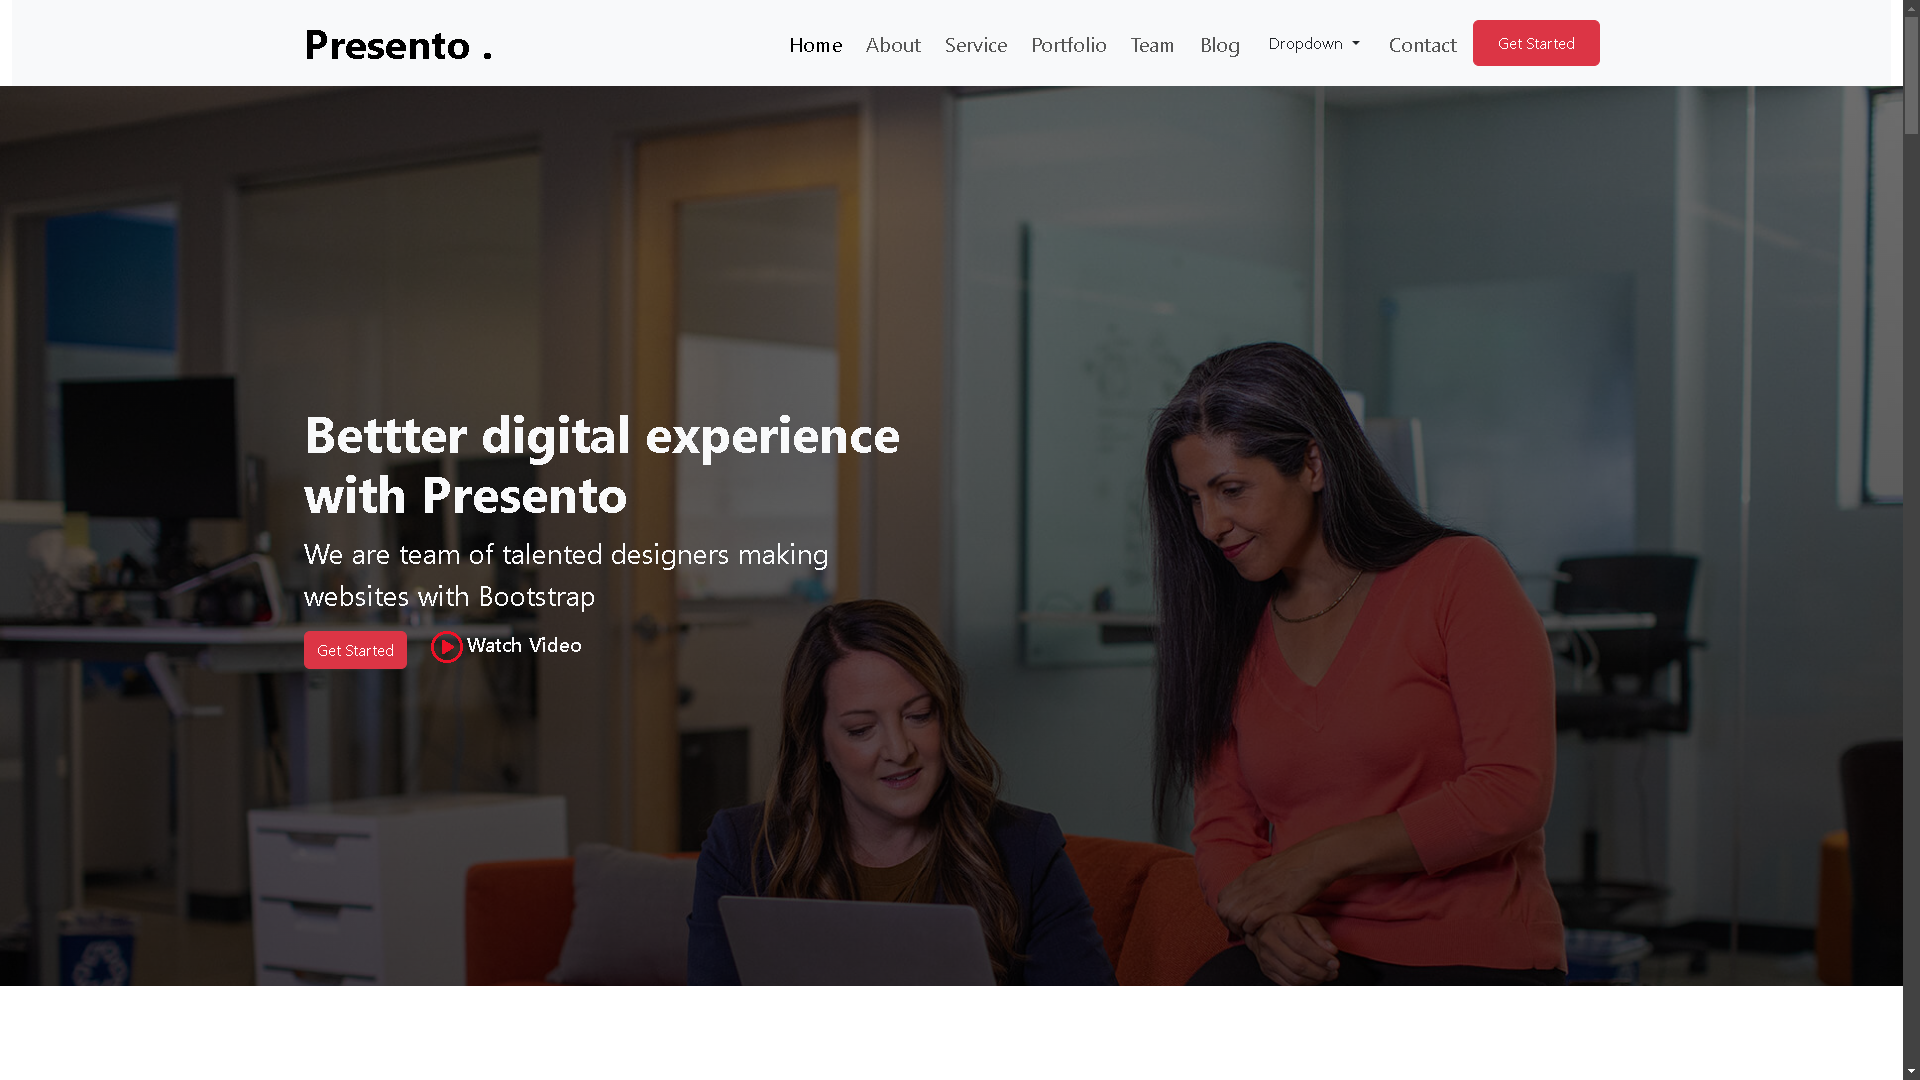 Presento .
Home About Service Portfolio Team Blog Dropdown Contact Get Started
Bettter digital experience
with Presento
We are team of talented designers making
websites with Bootstrap
Get Started Watch Video